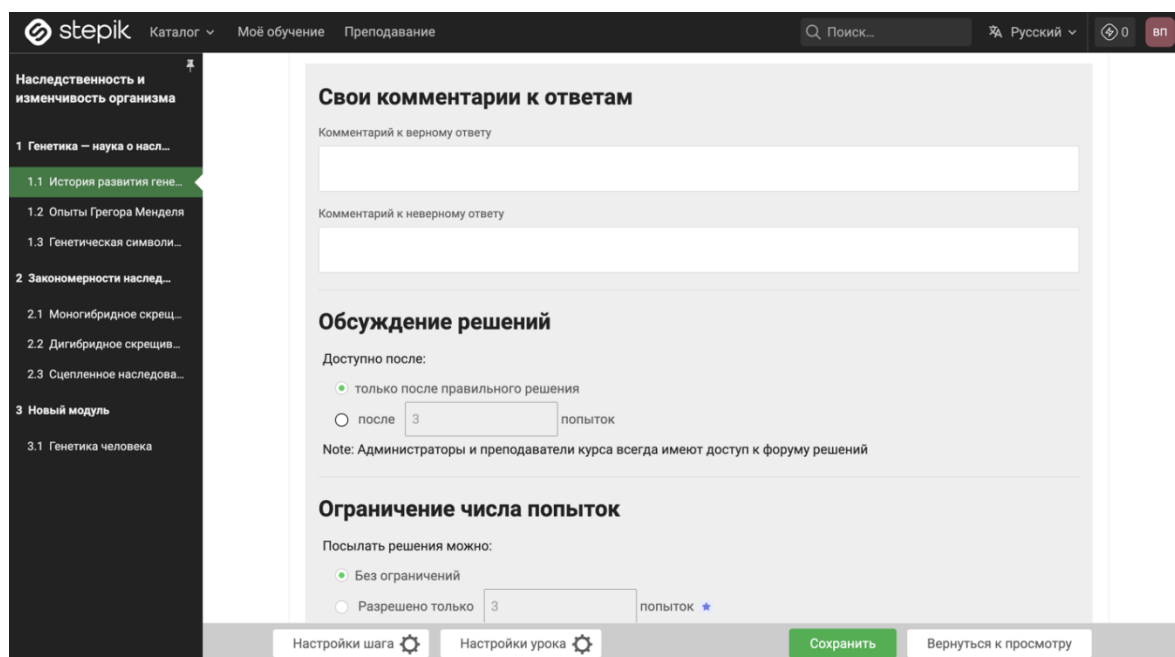 stepik Каталог Моё обучение Преподавание Поиск... Русский 0 ВП
Наследственность и
изменчивость организма
1 Генетика — наука о насл...
1.1 История развития гене...
1.2 Опыты Грегора Менделя
1.3 Генетическая символи...
2 Закономерности наслед...
2.1 Моногибридное скрещ...
2.2 Дигибридное скрещив...
2.3 Сцепленное наследова...
3 Новый модуль
3.1 Генетика человека
Свои комментарии к ответам
Комментарий к верному ответу
Комментарий к неверному ответу
Обсуждение решений
Доступно после:
только после правильного решения
после 3 попыток
Note: Администраторы и преподаватели курса всегда имеют доступ к форуму решений
Ограничение числа попыток
Посылать решения можно:
Без ограничений
Разрешено только 3 попыток
Настройки шага Настройки урока Сохранить Вернуться к просмотру